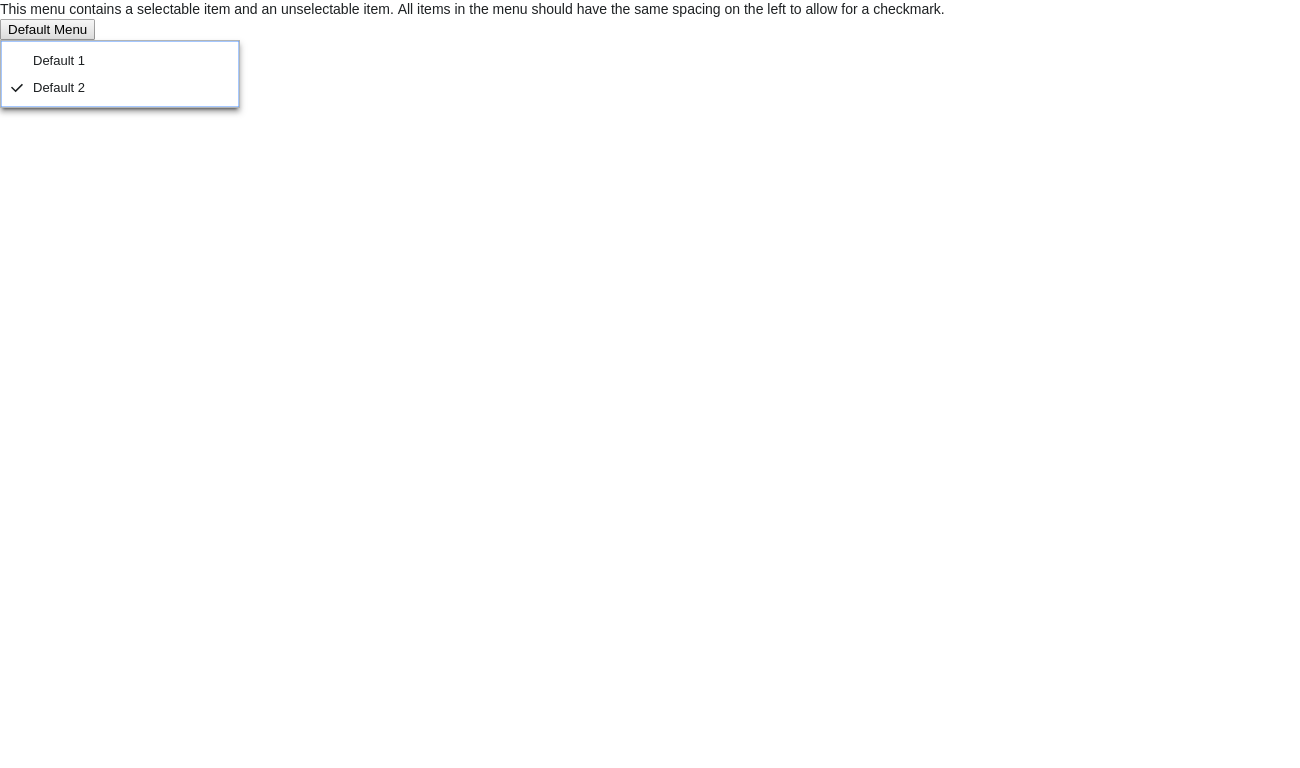 This menu contains a selectable item and an unselectable item. All items in the menu should have the same spacing on the left to allow for a checkmark.
Default Menu
Default 1
Default 2